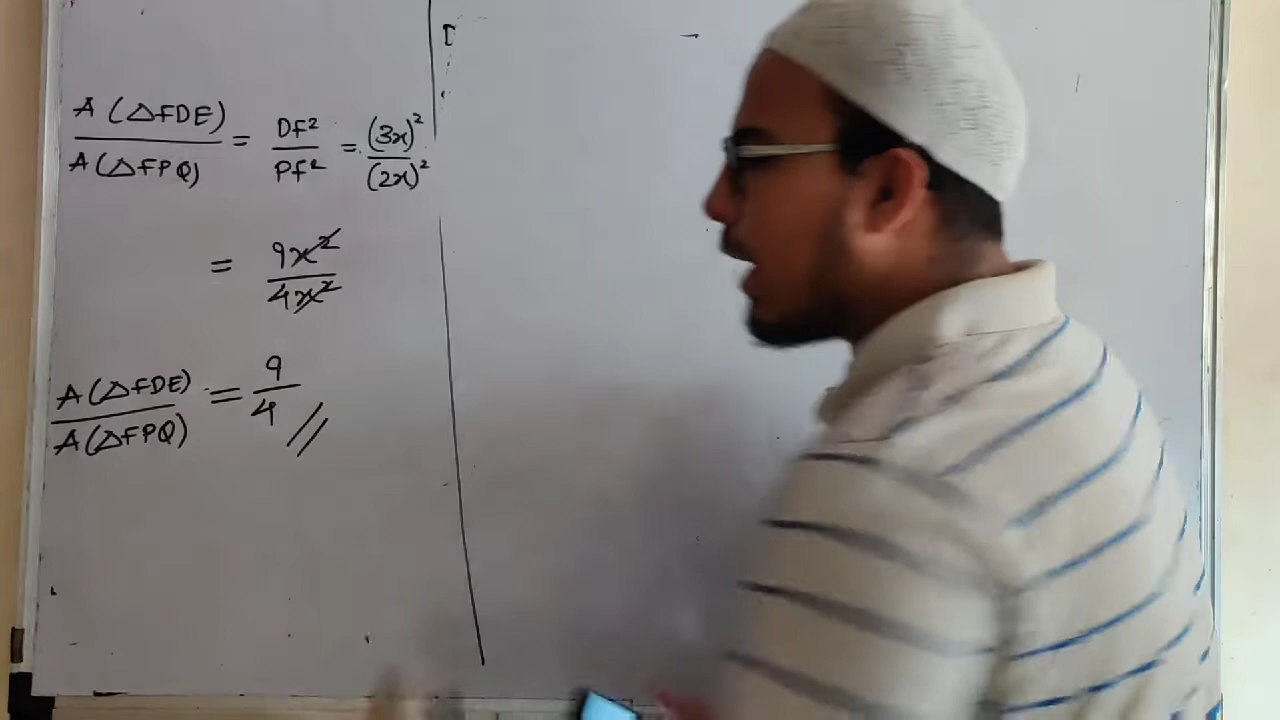 A(△FDE)/A(△FPQ) = DF²/PF² = (3x)²/(2x)²
= 9x²/4x²
A(△FDE)/A(△FPQ) = 9/4 //